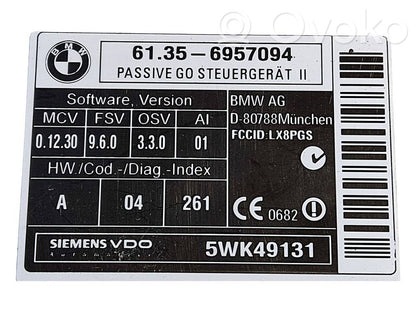 Ovoko
BMW
61.35 - 6957094
PASSIVE GO STEUERGERÄT II
Software, Version
MCV FSV OSV AI
0.12.30 9.6.0 3.3.0 01
HW./Cod.-/Diag.-Index
A 04 261
BMW AG
D-80788München
FCCID:LX8PGS
CE 0682 !
SIEMENS VDO
Automotive
5WK49131